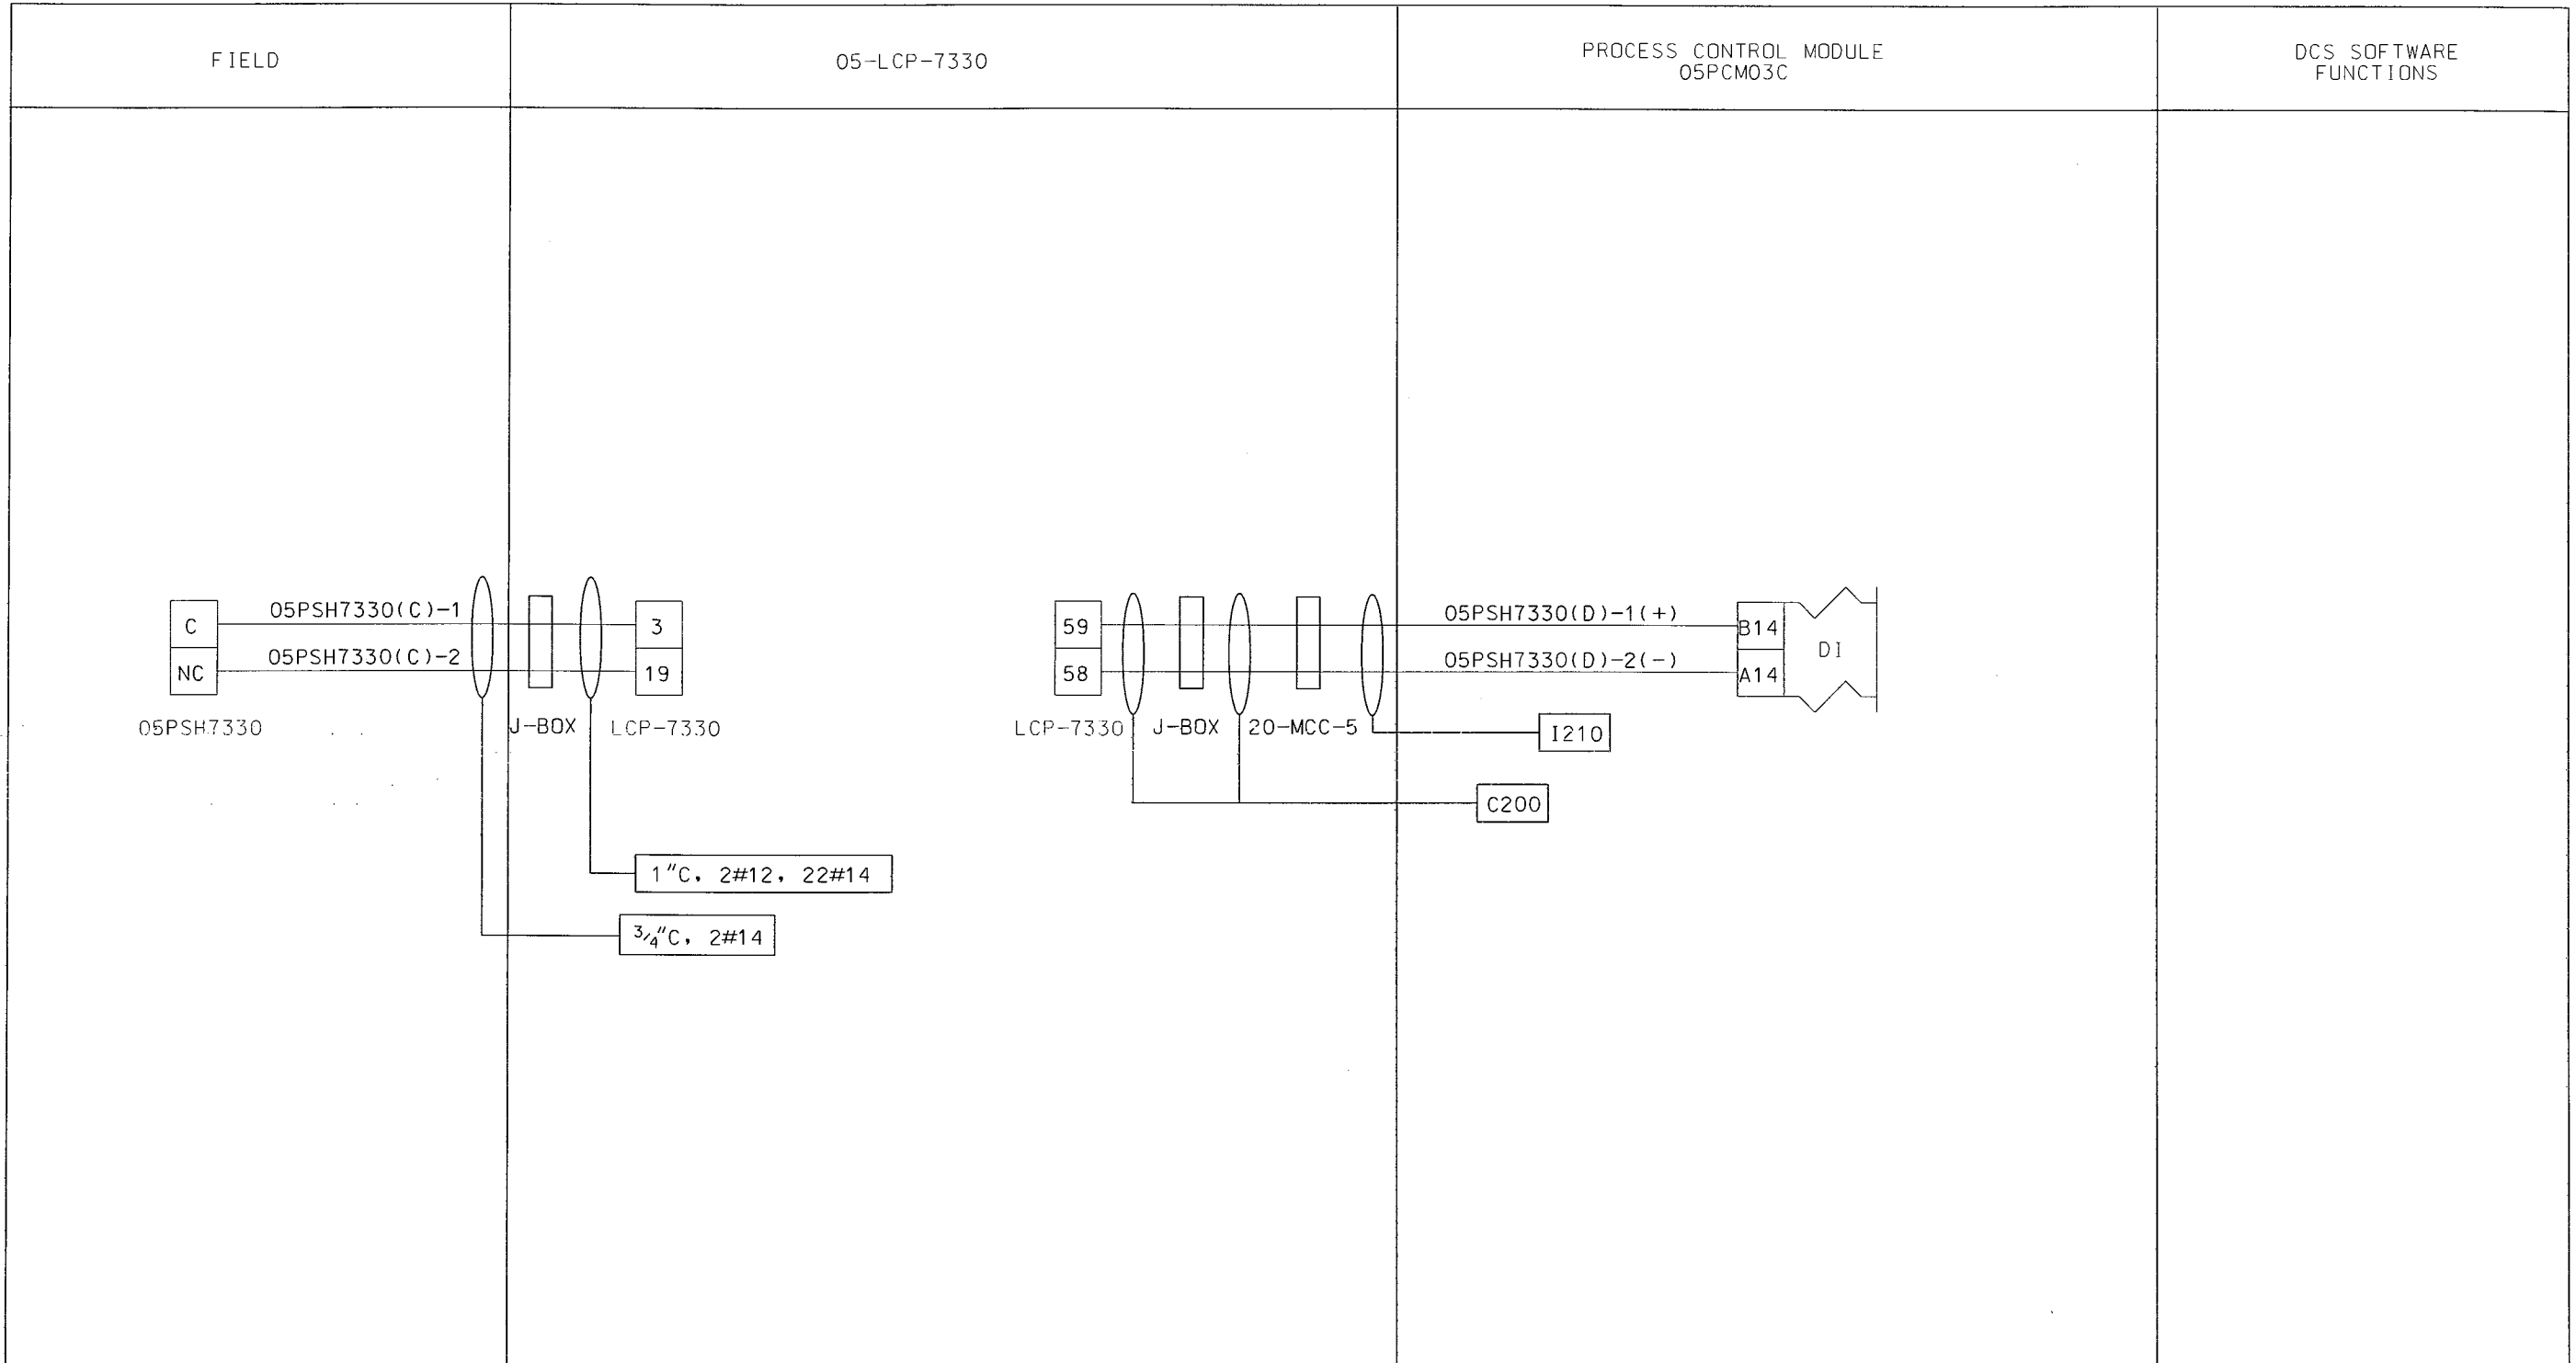 FIELD
05-LCP-7330
PROCESS CONTROL MODULE
05PCM03C
DCS SOFTWARE
FUNCTIONS
C
05PSH7330(C)-1
3
NC
05PSH7330(C)-2
19
05PSH7330
J-BOX
LCP-7330
59
05PSH7330(D)-1(+)
B14
DI
58
05PSH7330(D)-2(-)
A14
LCP-7330
J-BOX
20-MCC-5
I210
C200
1"C, 2#12, 22#14
3/4"C, 2#14